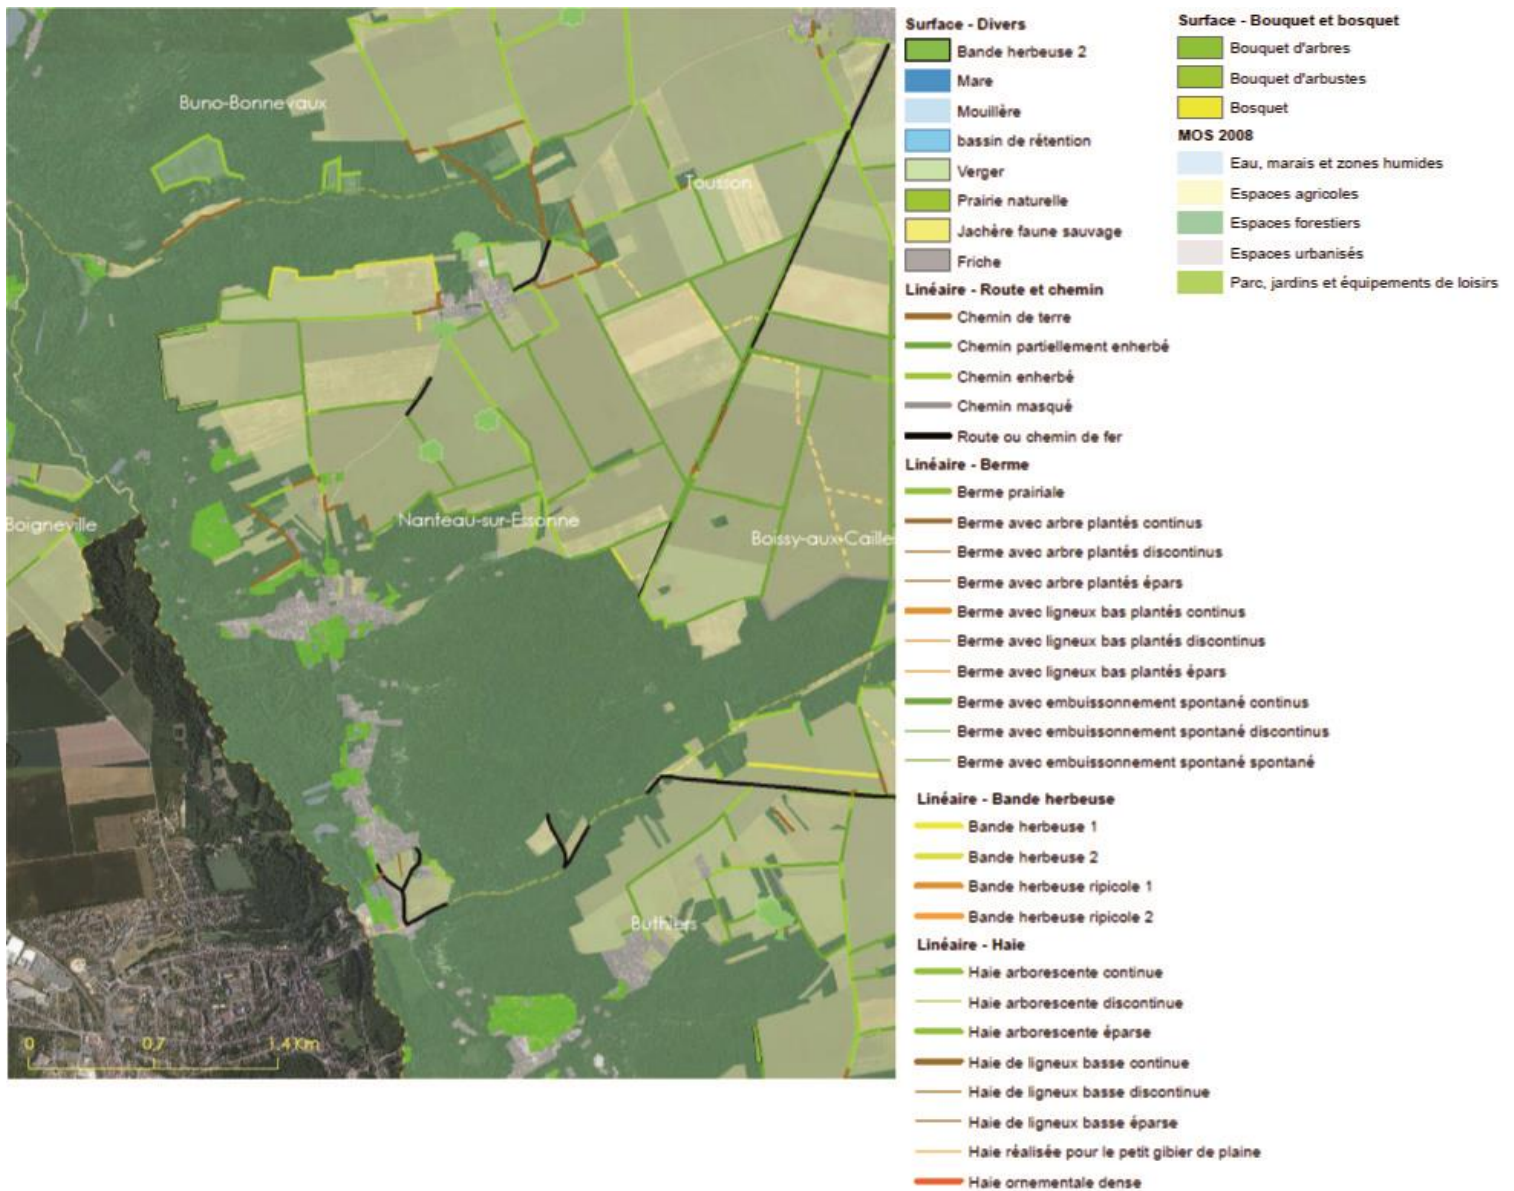 Buno-Bonnevaux
Tousson
Boigneville
Nanteau-sur-Essonne
Boissy-aux-Caille
Buthiers
0 0,7 1.4 Km
Surface - Divers
Bande herbeuse 2
Mare
Mouillère
bassin de rétention
Verger
Prairie naturelle
Jachère faune sauvage
Friche
Linéaire - Route et chemin
Chemin de terre
Chemin partiellement enherbé
Chemin enherbé
Chemin masqué
Route ou chemin de fer
Linéaire - Berme
Berme prairiale
Berme avec arbre plantés continus
Berme avec arbre plantés discontinus
Berme avec arbre plantés épars
Berme avec ligneux bas plantés continus
Berme avec ligneux bas plantés discontinus
Berme avec ligneux bas plantés épars
Berme avec embuissonnement spontané continus
Berme avec embuissonnement spontané discontinus
Berme avec embuissonnement spontané spontané
Linéaire - Bande herbeuse
Bande herbeuse 1
Bande herbeuse 2
Bande herbeuse ripicole 1
Bande herbeuse ripicole 2
Linéaire - Haie
Haie arborescente continue
Haie arborescente discontinue
Haie arborescente éparse
Haie de ligneux basse continue
Haie de ligneux basse discontinue
Haie de ligneux basse éparse
Haie réalisée pour le petit gibier de plaine
Haie ornementale dense
Surface - Bouquet et bosquet
Bouquet d'arbres
Bouquet d'arbustes
Bosquet
MOS 2008
Eau, marais et zones humides
Espaces agricoles
Espaces forestiers
Espaces urbanisés
Parc, jardins et équipements de loisirs